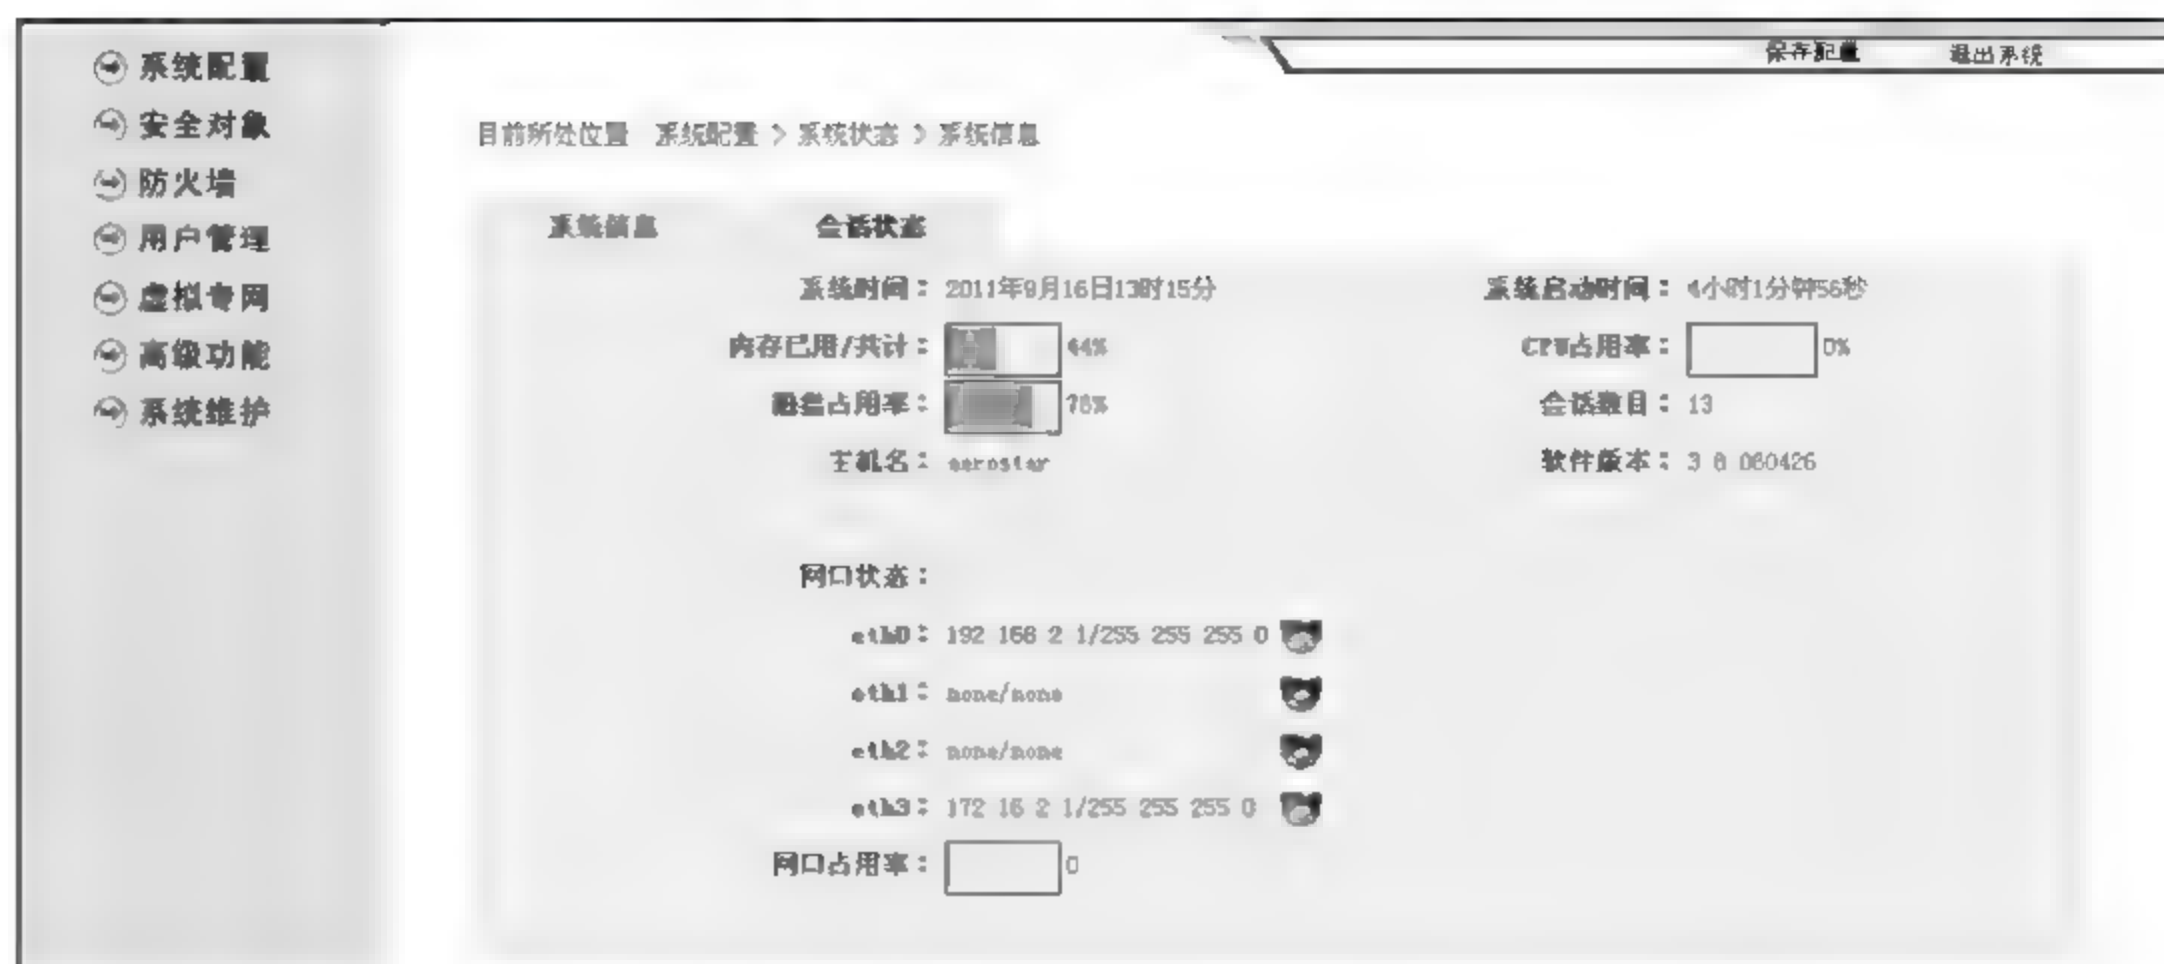 保存配置 退出系统
系统配置
安全对象
防火墙
用户管理
虚拟专网
高级功能
系统维护
目前所处位置 系统配置 > 系统状态 > 系统信息
系统信息 会话状态
系统时间： 2011年9月16日13时15分 系统启动时间： 4小时1分钟56秒
内存已用/共计： 44% CPU占用率： 0%
磁盘占用率： 78% 会话数目： 13
主机名： 软件版本：
网口状态：
eth0： 192 168 2 1/255 255 255 0
eth1： none/none
eth2： none/none
eth3： 172 16 2 1/255 255 255 0
网口占用率： 0